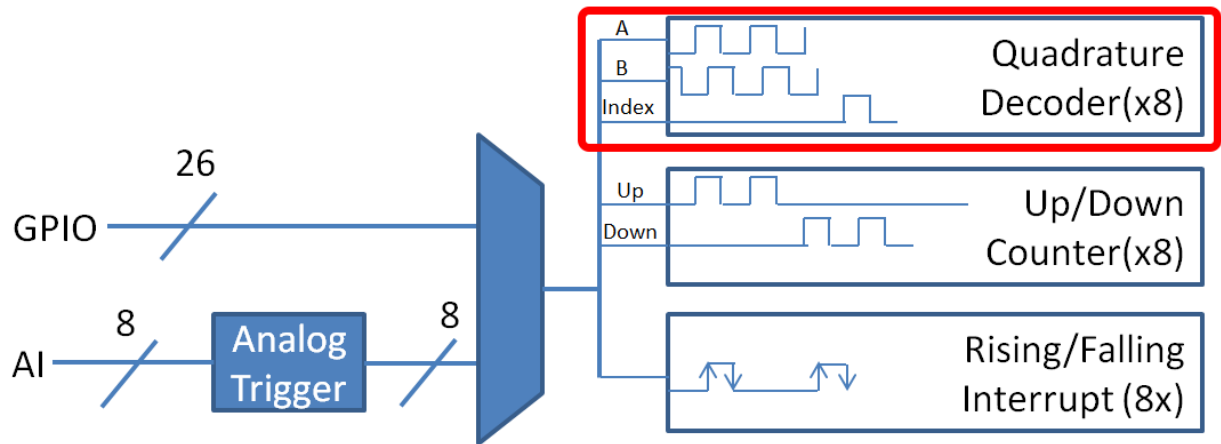 A
B
Index
Quadrature
Decoder(x8)
26
GPIO
Up
Down
Up/Down
Counter(x8)
8
8
AI
Analog
Trigger
Rising/Falling
Interrupt (8x)